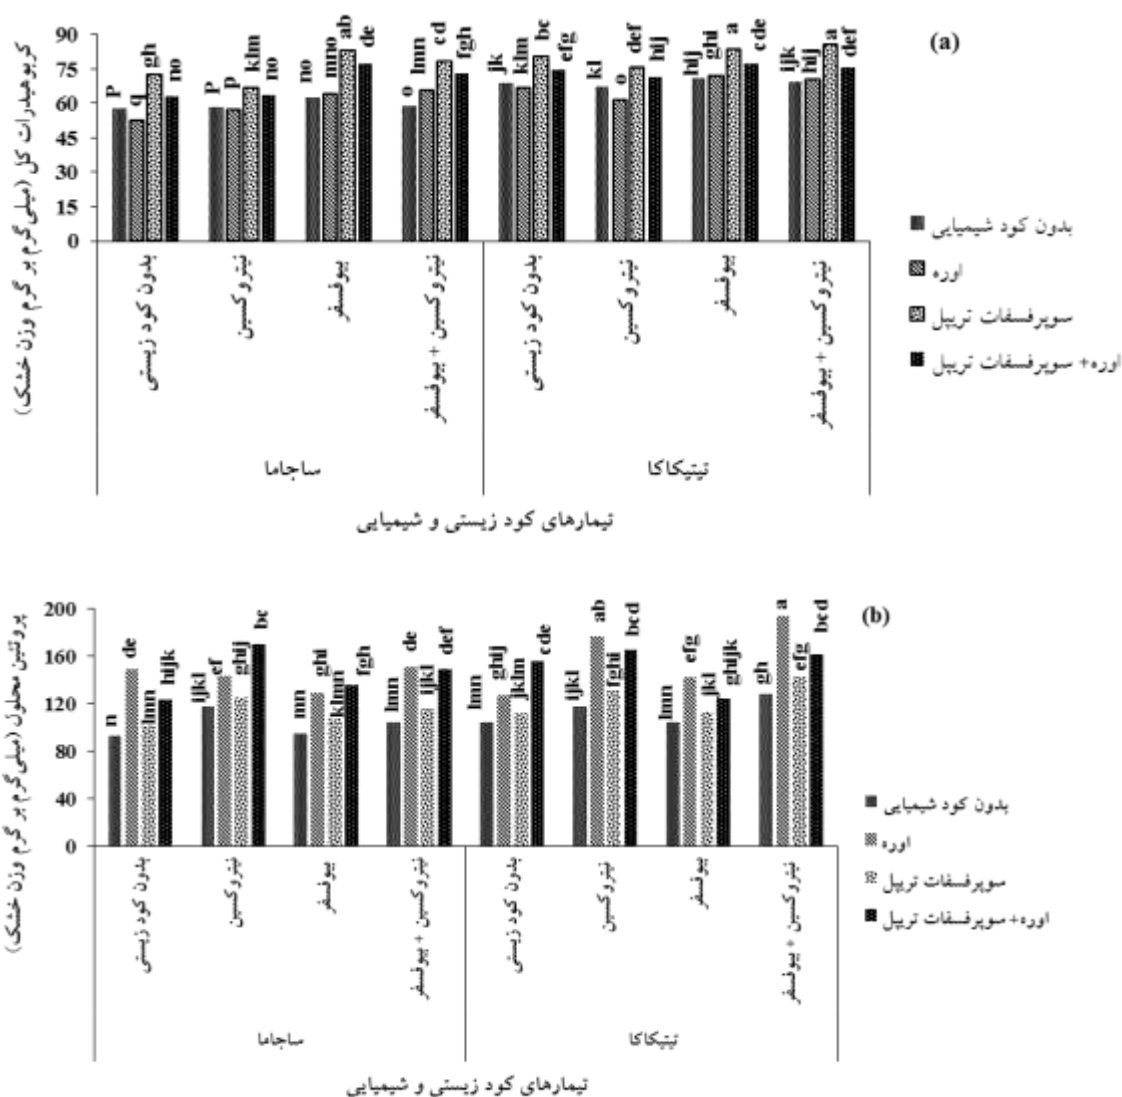 (a)
کربوهیدرات کل (میلی‌گرم بر گرم وزن خشک)
90
75
60
45
30
15
0
P q gh no
P p klm no
no mno ab de
o lmn cd fgh
jk klm bc efg
kl o def hij
hij ghi a cde
ijk hij a def
بدون کود زیستی
نیتروکسین
بیوفسفر
نیتروکسین + بیوفسفر
بدون کود زیستی
نیتروکسین
بیوفسفر
نیتروکسین + بیوفسفر
ساجاما
تیتیکاکا
تیمارهای کود زیستی و شیمیایی
بدون کود شیمیایی
اوره
سوپرفسفات تریپل
اوره+ سوپرفسفات تریپل
(b)
پروتئین محلول (میلی‌گرم بر گرم وزن خشک)
200
160
120
80
40
0
n de lmn hijk
ijkl ef ghij bc
mn ghi klmn fgh
lmn de ijkl def
lmn ghij jklm cde
ijkl ab fghi bcd
lmn efg jkl ghijk
gh a efg bcd
بدون کود زیستی
نیتروکسین
بیوفسفر
نیتروکسین + بیوفسفر
بدون کود زیستی
نیتروکسین
بیوفسفر
نیتروکسین + بیوفسفر
ساجاما
تیتیکاکا
تیمارهای کود زیستی و شیمیایی
بدون کود شیمیایی
اوره
سوپرفسفات تریپل
اوره+سوپرفسفات تریپل